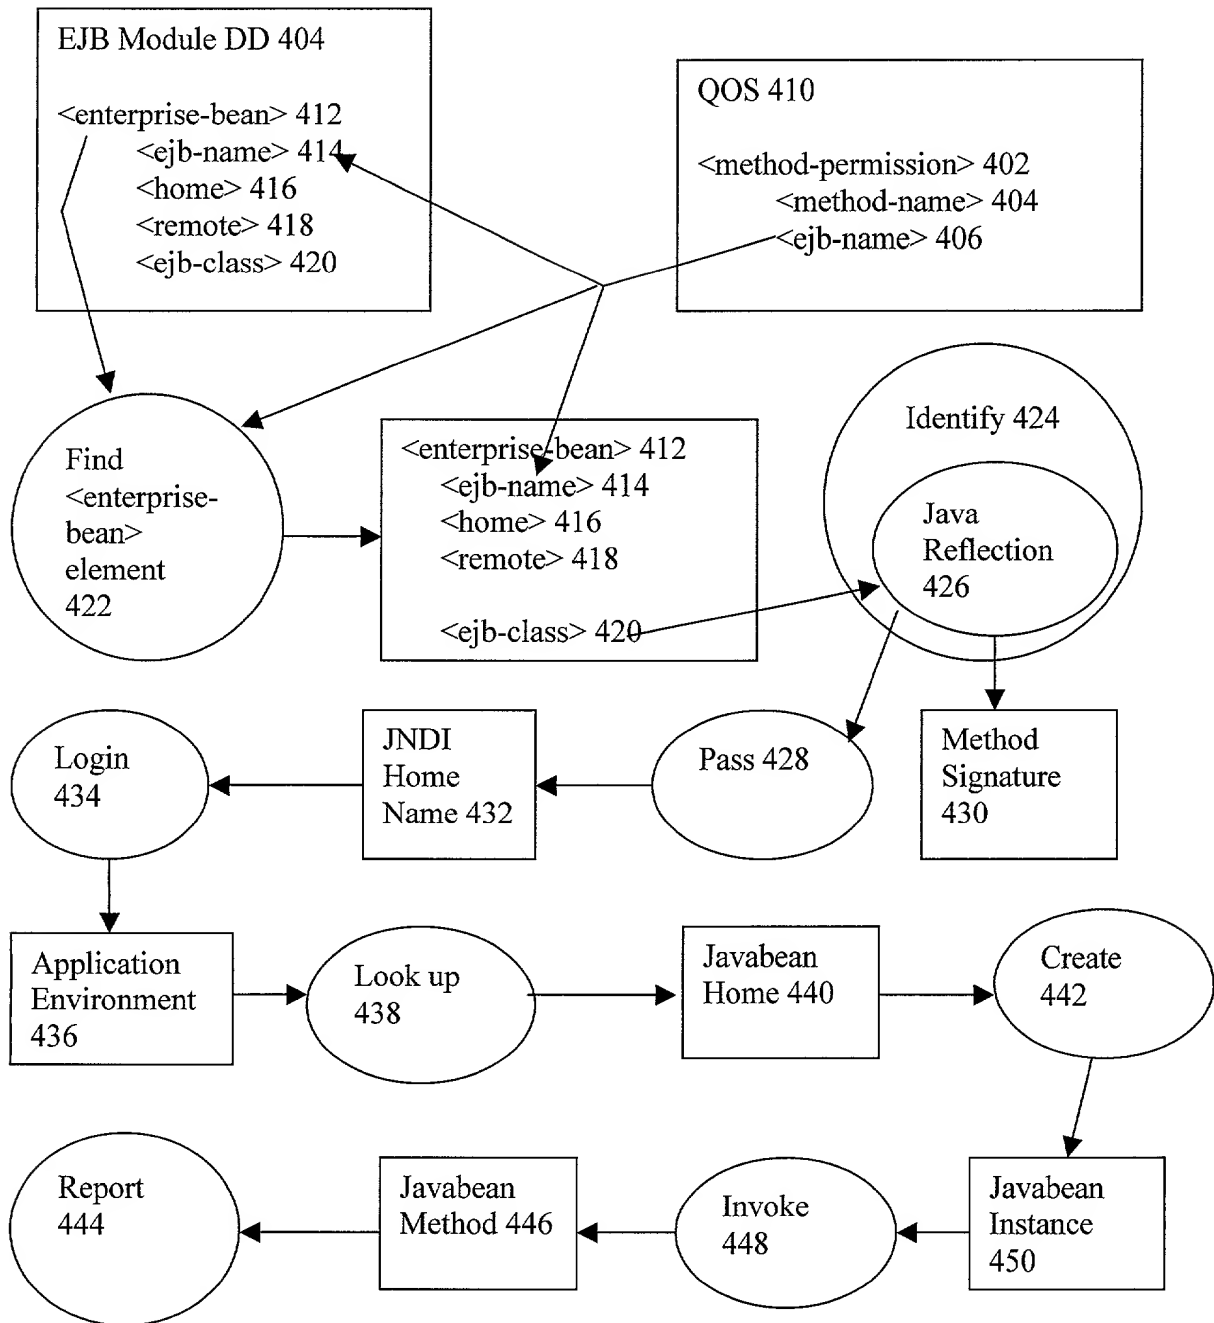 EJB Module DD 404
<enterprise-bean> 412
<ejb-name> 414
<home> 416
<remote> 418
<ejb-class> 420
QOS 410
<method-permission> 402
<method-name> 404
<ejb-name> 406
Find
<enterprise-
bean>
element
422
<enterprise-bean> 412
<ejb-name> 414
<home> 416
<remote> 418
<ejb-class> 420
Identify 424
Java
Reflection
426
Login
434
JNDI
Home
Name 432
Pass 428
Method
Signature
430
Application
Environment
436
Look up
438
Javabean
Home 440
Create
442
Report
444
Javabean
Method 446
Invoke
448
Javabean
Instance
450